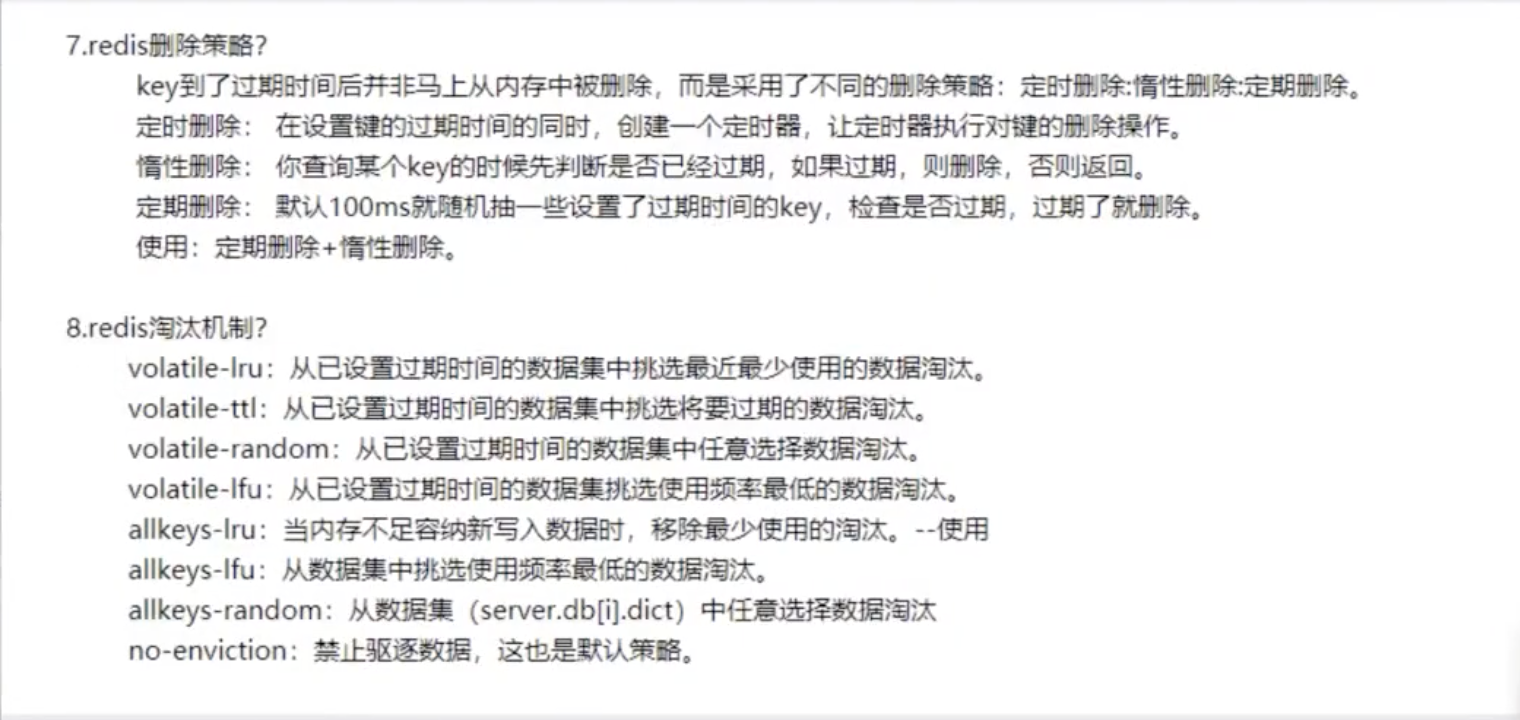 7.redis删除策略?
key到了过期时间后并非马上从内存中被删除，而是采用了不同的删除策略：定时删除:惰性删除:定期删除。
定时删除： 在设置键的过期时间的同时，创建一个定时器，让定时器执行对键的删除操作。
惰性删除： 你查询某个key的时候先判断是否已经过期，如果过期，则删除，否则返回。
定期删除： 默认100ms就随机抽一些设置了过期时间的key，检查是否过期，过期了就删除。
使用：定期删除+惰性删除。
8.redis淘汰机制?
volatile-lru：从已设置过期时间的数据集中挑选最近最少使用的数据淘汰。
volatile-ttl：从已设置过期时间的数据集中挑选将要过期的数据淘汰。
volatile-random：从已设置过期时间的数据集中任意选择数据淘汰。
volatile-lfu：从已设置过期时间的数据集挑选使用频率最低的数据淘汰。
allkeys-lru：当内存不足容纳新写入数据时，移除最少使用的淘汰。--使用
allkeys-lfu：从数据集中挑选使用频率最低的数据淘汰。
allkeys-random：从数据集（server.db[i].dict）中任意选择数据淘汰
no-enviction：禁止驱逐数据，这也是默认策略。